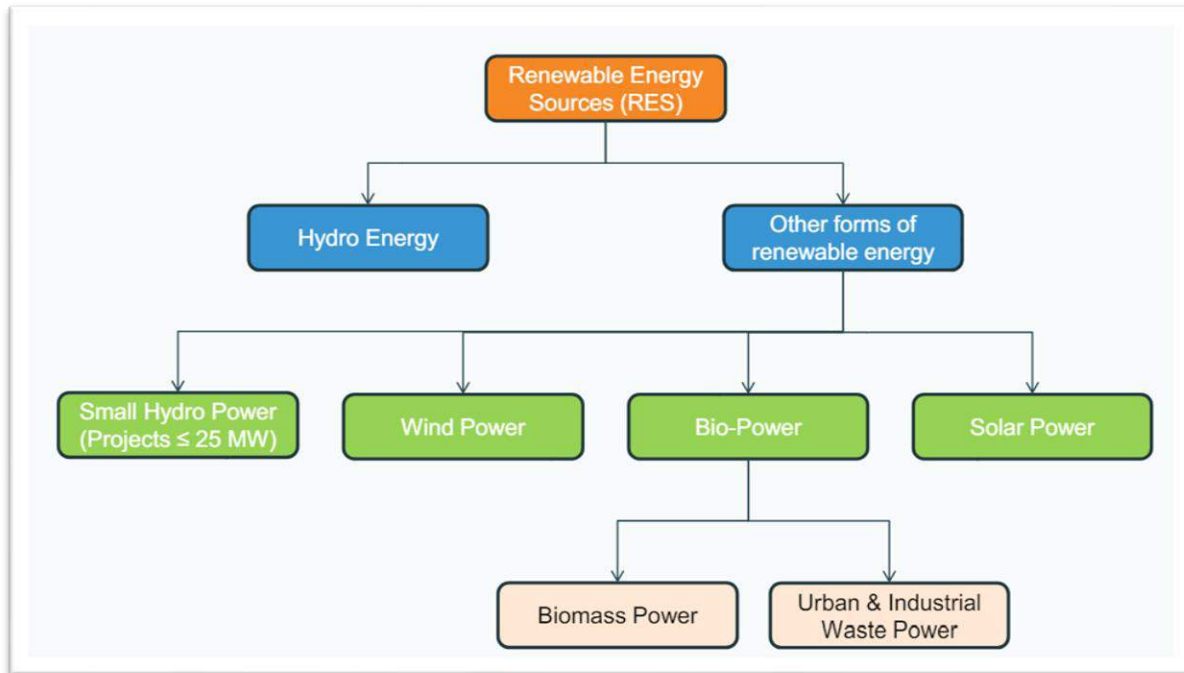 Renewable Energy
Sources (RES)
Hydro Energy
Other forms of
renewable energy
Small Hydro Power
(Projects ≤ 25 MW)
Wind Power
Bio-Power
Solar Power
Biomass Power
Urban & Industrial
Waste Power